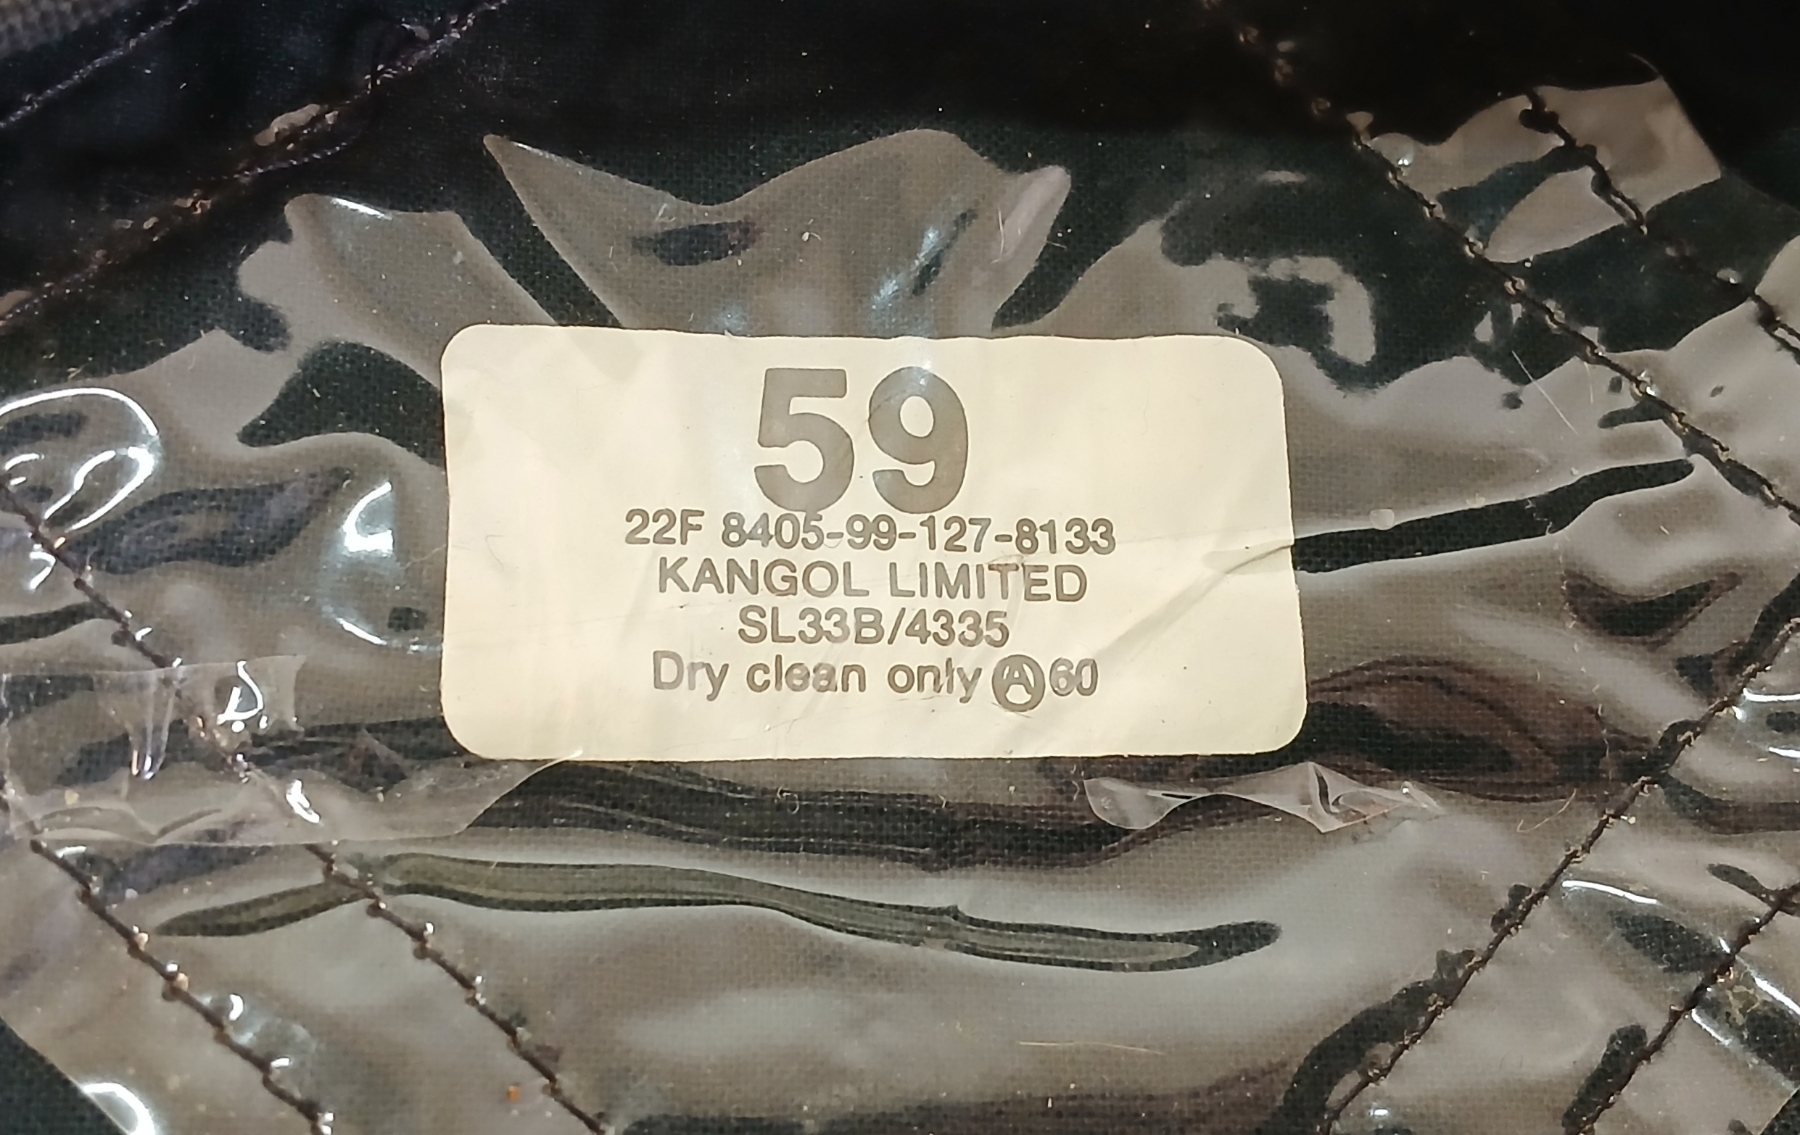 59
22F 8405-99-127-8133
KANGOL LIMITED
SL33B/4335
Dry clean only Ⓐ60